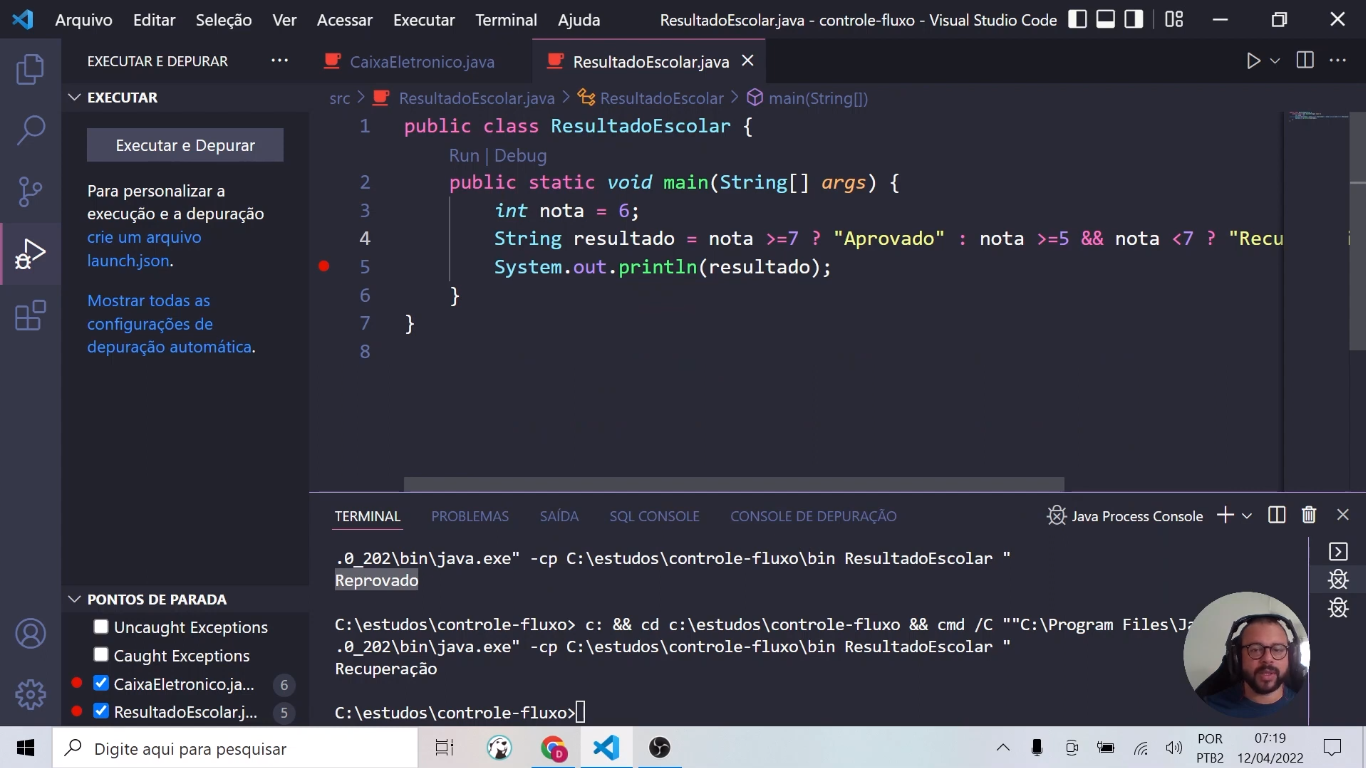 Arquivo Editar Seleção Ver Acessar Executar Terminal Ajuda ResultadoEscolar.java - controle-fluxo - Visual Studio Code
EXECUTAR E DEPURAR ···
CaixaEletronico.java ResultadoEscolar.java
EXECUTAR
src > ResultadoEscolar.java > ResultadoEscolar > main(String[])
Executar e Depurar
Para personalizar a
execução e a depuração
crie um arquivo
launch.json.
Mostrar todas as
configurações de
depuração automática.
1 public class ResultadoEscolar {
Run | Debug
2 public static void main(String[] args) {
3 int nota = 6;
4 String resultado = nota >=7 ? "Aprovado" : nota >=5 && nota <7 ? "Recu
5 System.out.println(resultado);
6 }
7 }
8
PONTOS DE PARADA
Uncaught Exceptions
Caught Exceptions
CaixaEletronico.ja... 6
ResultadoEscolar.j... 5
TERMINAL PROBLEMAS SAÍDA SQL CONSOLE CONSOLE DE DEPURAÇÃO Java Process Console
.0_202\bin\java.exe" -cp C:\estudos\controle-fluxo\bin ResultadoEscolar "
Reprovado
C:\estudos\controle-fluxo> c: && cd c:\estudos\controle-fluxo && cmd /C ""C:\Program Files\Ja
.0_202\bin\java.exe" -cp C:\estudos\controle-fluxo\bin ResultadoEscolar "
Recuperação
C:\estudos\controle-fluxo>
Digite aqui para pesquisar
POR
PTB2
07:19
12/04/2022